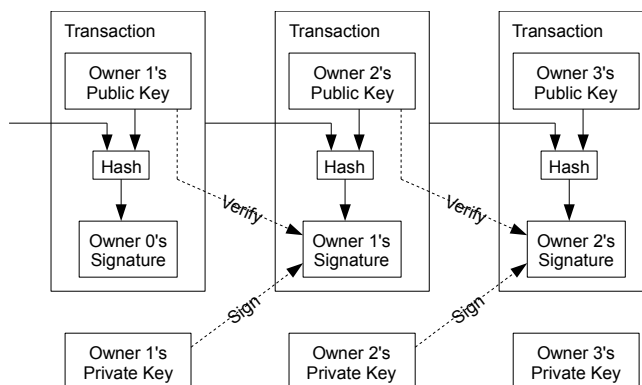 Transaction
Transaction
Transaction
Owner 1's
Public Key
Owner 2's
Public Key
Owner 3's
Public Key
Hash
Hash
Hash
Verify
Verify
Owner 0's
Signature
Owner 1's
Signature
Owner 2's
Signature
Sign
Sign
Owner 1's
Private Key
Owner 2's
Private Key
Owner 3's
Private Key